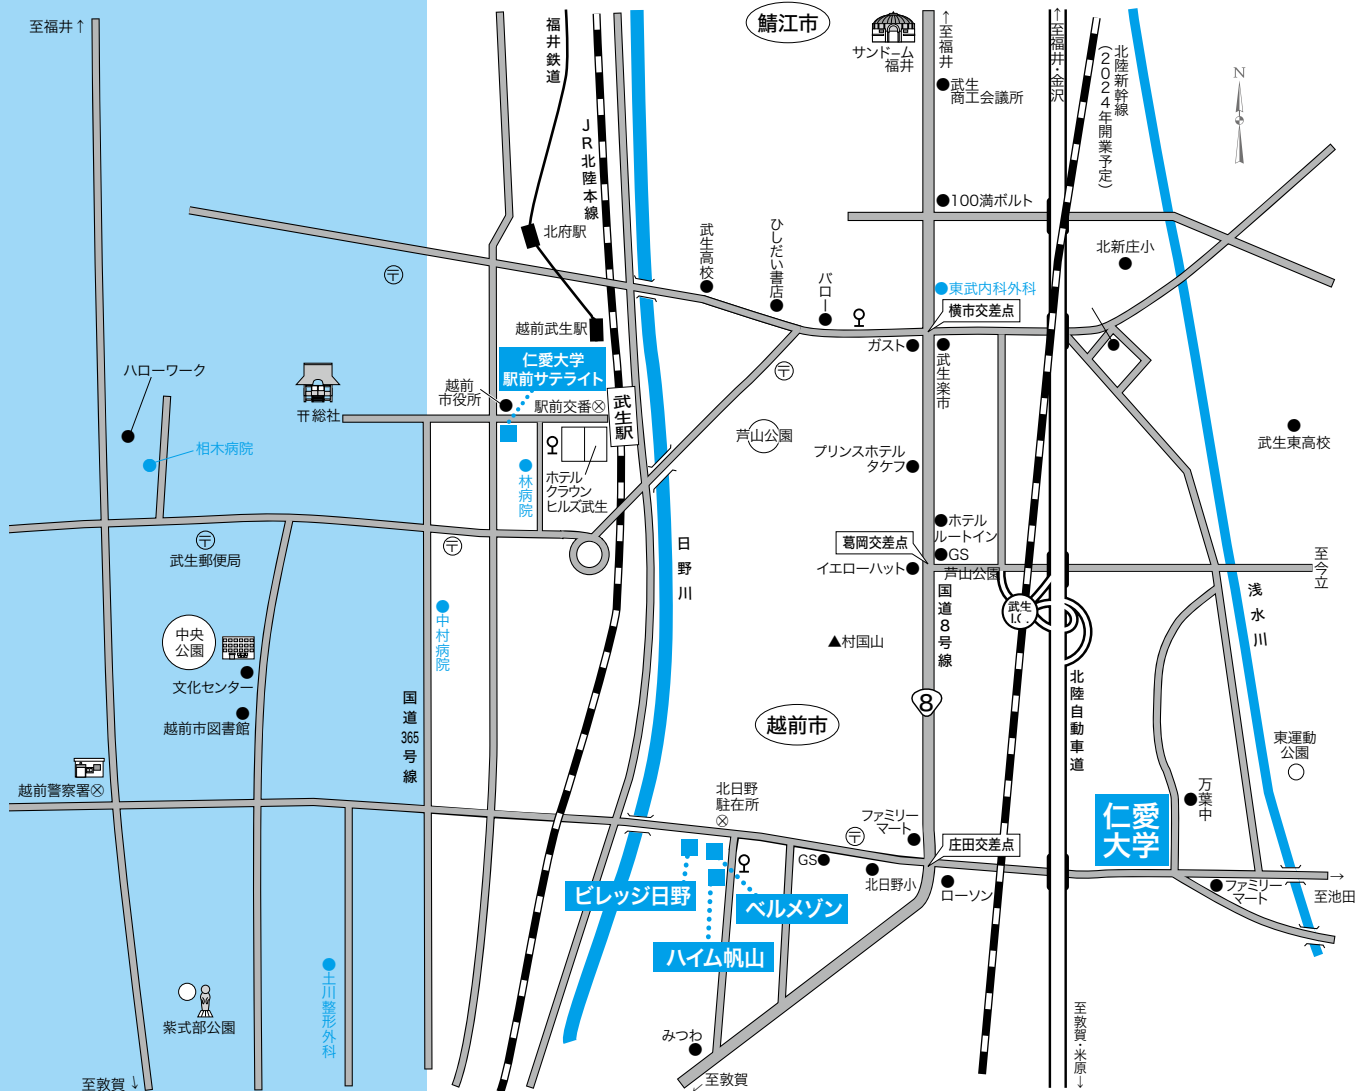 鯖江市
至福井↑
福井鉄道
JR北陸本線
サンドーム
福井
↑至福井
武生
商工会議所
↑至福井・金沢
北陸新幹線
(2024年開業予定)
N
100満ボルト
北府駅
武生高校
ひしだい書店
バロー
東武内科外科
横市交差点
北新庄小
越前武生駅
ガスト
武生楽市
仁愛大学
駅前サテライト
ハローワーク
〒総社
越前
市役所
駅前交番
武生駅
芦山公園
武生東高校
相木病院
林病院
ホテル
クラウン
ヒルズ武生
プリンスホテル
タケフ
ホテル
ルートイン
葛岡交差点
GS
イエローハット
芦山公園
至今立
武生郵便局
日野川
武生
I.C.
国道8号線
浅水川
中央
公園
中村病院
▲村国山
文化センター
越前市図書館
国道365号線
8
北陸自動車道
越前市
東運動
公園
越前警察署
北日野
駐在所
ファミリー
マート
万葉中
仁愛
大学
庄田交差点
GS
北日野小
ローソン
ファミリー
マート
→
至池田
ビレッジ日野
ベルメゾン
ハイム帆山
土川整形外科
紫式部公園
みつわ
至敦賀↓
↙至敦賀
至敦賀・米原↓